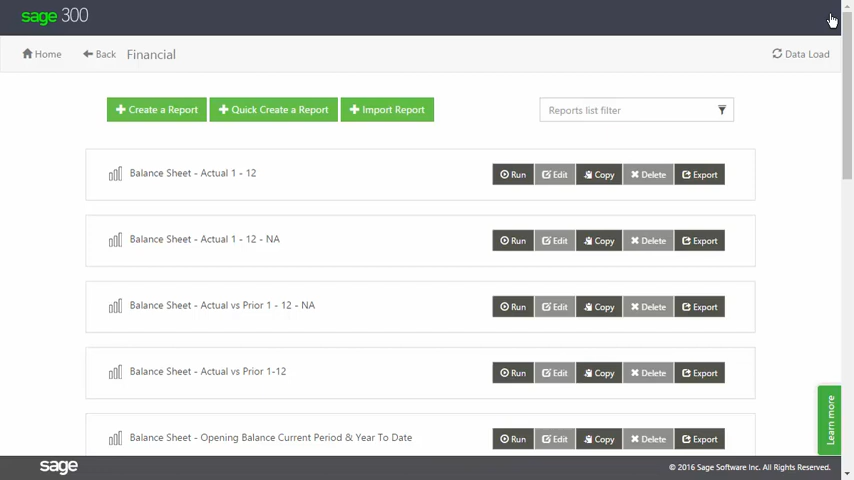 sage 300
Home Back Financial Data Load
Create a Report Quick Create a Report Import Report Reports list filter
Balance Sheet - Actual 1 - 12 Run Edit Copy Delete Export
Balance Sheet - Actual 1 - 12 - NA Run Edit Copy Delete Export
Balance Sheet - Actual vs Prior 1 - 12 - NA Run Edit Copy Delete Export
Balance Sheet - Actual vs Prior 1-12 Run Edit Copy Delete Export
Learn more
Balance Sheet - Opening Balance Current Period & Year To Date Run Edit Copy Delete Export
sage © 2016 Sage Software Inc. All Rights Reserved.